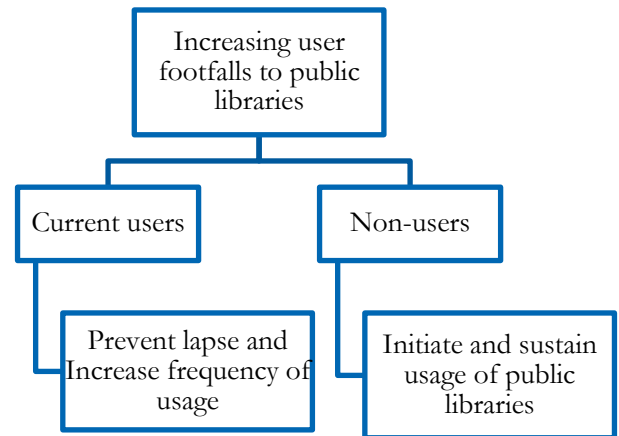 Increasing user
footfalls to public
libraries
Current users
Non-users
Prevent lapse and
Increase frequency of
usage
Initiate and sustain
usage of public
libraries